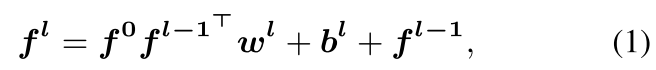 f^l = f^0 f^{l-1⊤} w^l + b^l + f^{l-1}, (1)